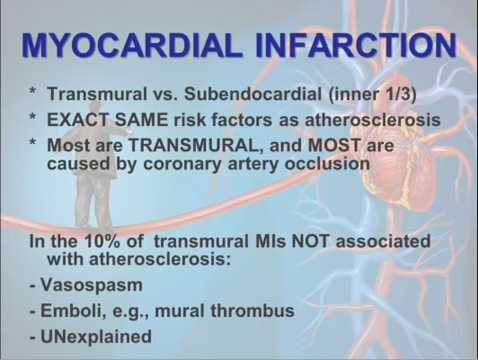 MYOCARDIAL INFARCTION
* Transmural vs. Subendocardial (inner 1/3)
* EXACT SAME risk factors as atherosclerosis
* Most are TRANSMURAL, and MOST are
caused by coronary artery occlusion
In the 10% of transmural MIs NOT associated
with atherosclerosis:
- Vasospasm
- Emboli, e.g., mural thrombus
- UNexplained